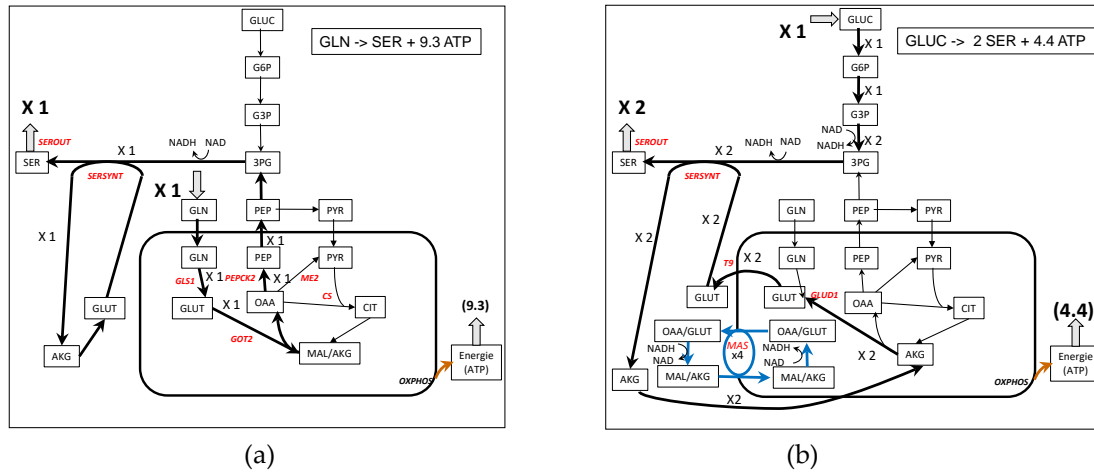 GLUC
GLN -> SER + 9.3 ATP
G6P
X 1
G3P
SEROUT
X 1
NADH
NAD
SER
3PG
SERSYNT
X 1
GLN
PEP
PYR
X 1
X 1
GLN
PEP
PYR
GLS1
X 1
PEPCK2
X 1
ME2
GLUT
GLUT
X 1
OAA
CS
CIT
(9.3)
GOT2
AKG
MAL/AKG
Energie
(ATP)
OXPHOS
(a)
X 1
GLUC
GLUC -> 2 SER + 4.4 ATP
X 1
G6P
X 1
X 2
G3P
SEROUT
NAD
NADH
X 2
X 2
NADH
NAD
SER
3PG
SERSYNT
X 2
GLN
PEP
PYR
X 2
T9
X 2
GLN
PEP
PYR
GLUT
GLUT
GLUD1
OAA
CIT
(4.4)
OAA/GLUT
OAA/GLUT
NADH
NAD
MAS
x4
NADH
NAD
X 2
AKG
AKG
MAL/AKG
MAL/AKG
Energie
(ATP)
OXPHOS
X2
(b)